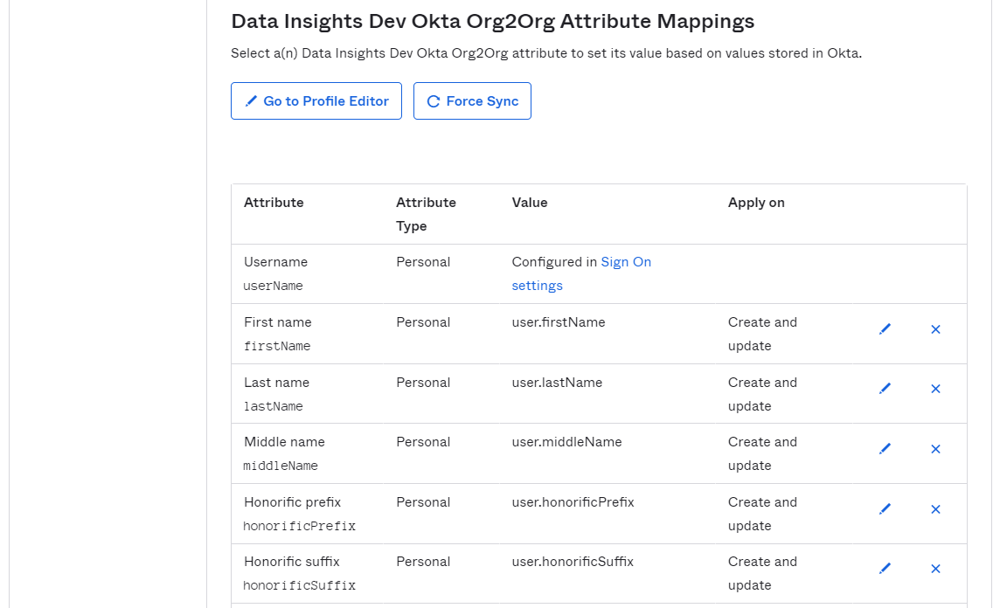 Data Insights Dev Okta Org2Org Attribute Mappings
Select a(n) Data Insights Dev Okta Org2Org attribute to set its value based on values stored in Okta.
Go to Profile Editor Force Sync
Attribute Attribute Type Value Apply on
Username Personal Configured in Sign On
userName settings
First name Personal user.firstName Create and
firstName update
Last name Personal user.lastName Create and
lastName update
Middle name Personal user.middleName Create and
middleName update
Honorific prefix Personal user.honorificPrefix Create and
honorificPrefix update
Honorific suffix Personal user.honorificSuffix Create and
honorificSuffix update